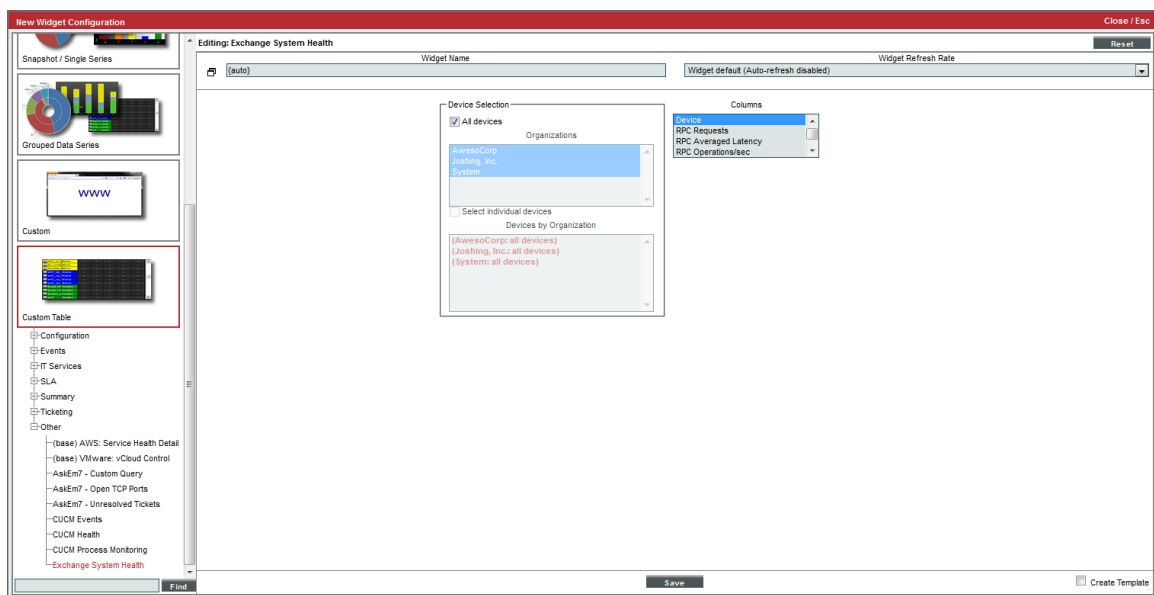 New Widget Configuration
Close / Esc
Snapshot / Single Series
Grouped Data Series
www
Custom
Custom Table
Configuration
Events
IT Services
SLA
Summary
Ticketing
Other
(base) AWS: Service Health Detail
(base) VMware: vCloud Control
AskEm7 - Custom Query
AskEm7 - Open TCP Ports
AskEm7 - Unresolved Tickets
CUCM Events
CUCM Health
CUCM Process Monitoring
Exchange System Health
Find
Editing: Exchange System Health
Reset
Widget Name
Widget Refresh Rate
{auto}
Widget default (Auto-refresh disabled)
Device Selection
All devices
Organizations
AwesoCorp
Joshing, Inc.
System
Select individual devices
Devices by Organization
(AwesoCorp: all devices)
(Joshing, Inc.: all devices)
(System: all devices)
Columns
Device
RPC Requests
RPC Averaged Latency
RPC Operations/sec
Save
Create Template